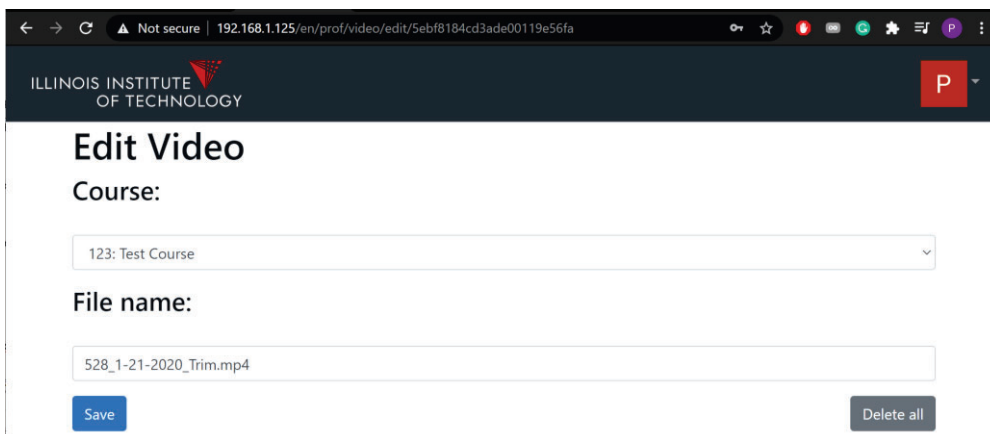 Not secure | 192.168.1.125/en/prof/video/edit/5ebf8184cd3ade00119e56fa
P
ILLINOIS INSTITUTE
OF TECHNOLOGY
P
Edit Video
Course:
123: Test Course
File name:
528_1-21-2020_Trim.mp4
Save Delete all